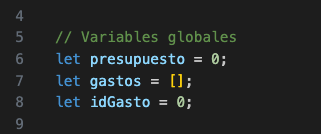 4
5 // Variables globales
6 let presupuesto = 0;
7 let gastos = [];
8 let idGasto = 0;
9